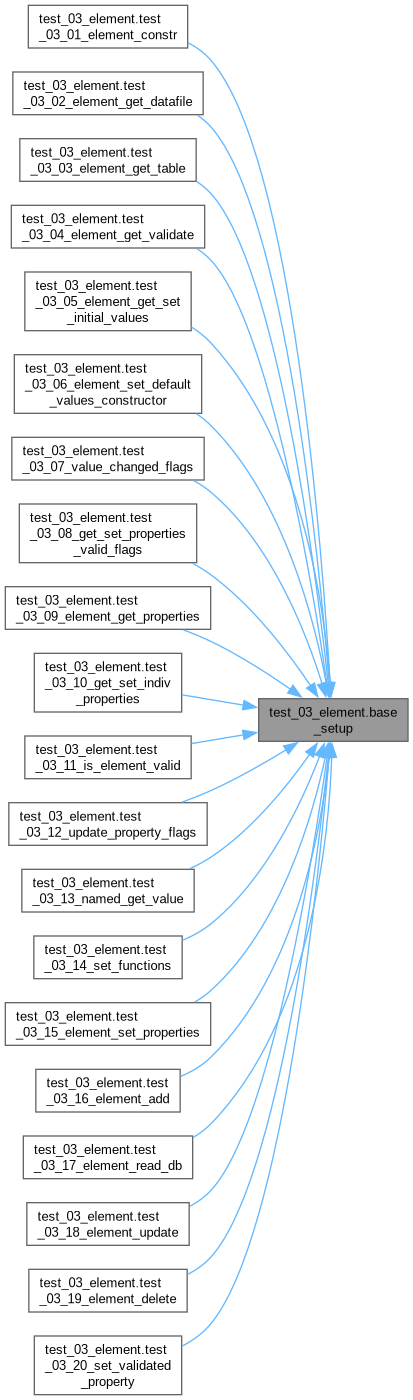 test_03_element.test
_03_01_element_constr
test_03_element.test
_03_02_element_get_datafile
test_03_element.test
_03_03_element_get_table
test_03_element.test
_03_04_element_get_validate
test_03_element.test
_03_05_element_get_set
_initial_values
test_03_element.test
_03_06_element_set_default
_values_constructor
test_03_element.test
_03_07_value_changed_flags
test_03_element.test
_03_08_get_set_properties
_valid_flags
test_03_element.test
_03_09_element_get_properties
test_03_element.test
_03_10_get_set_indiv
_properties
test_03_element.base
_setup
test_03_element.test
_03_11_is_element_valid
test_03_element.test
_03_12_update_property_flags
test_03_element.test
_03_13_named_get_value
test_03_element.test
_03_14_set_functions
test_03_element.test
_03_15_element_set_properties
test_03_element.test
_03_16_element_add
test_03_element.test
_03_17_element_read_db
test_03_element.test
_03_18_element_update
test_03_element.test
_03_19_element_delete
test_03_element.test
_03_20_set_validated
_property